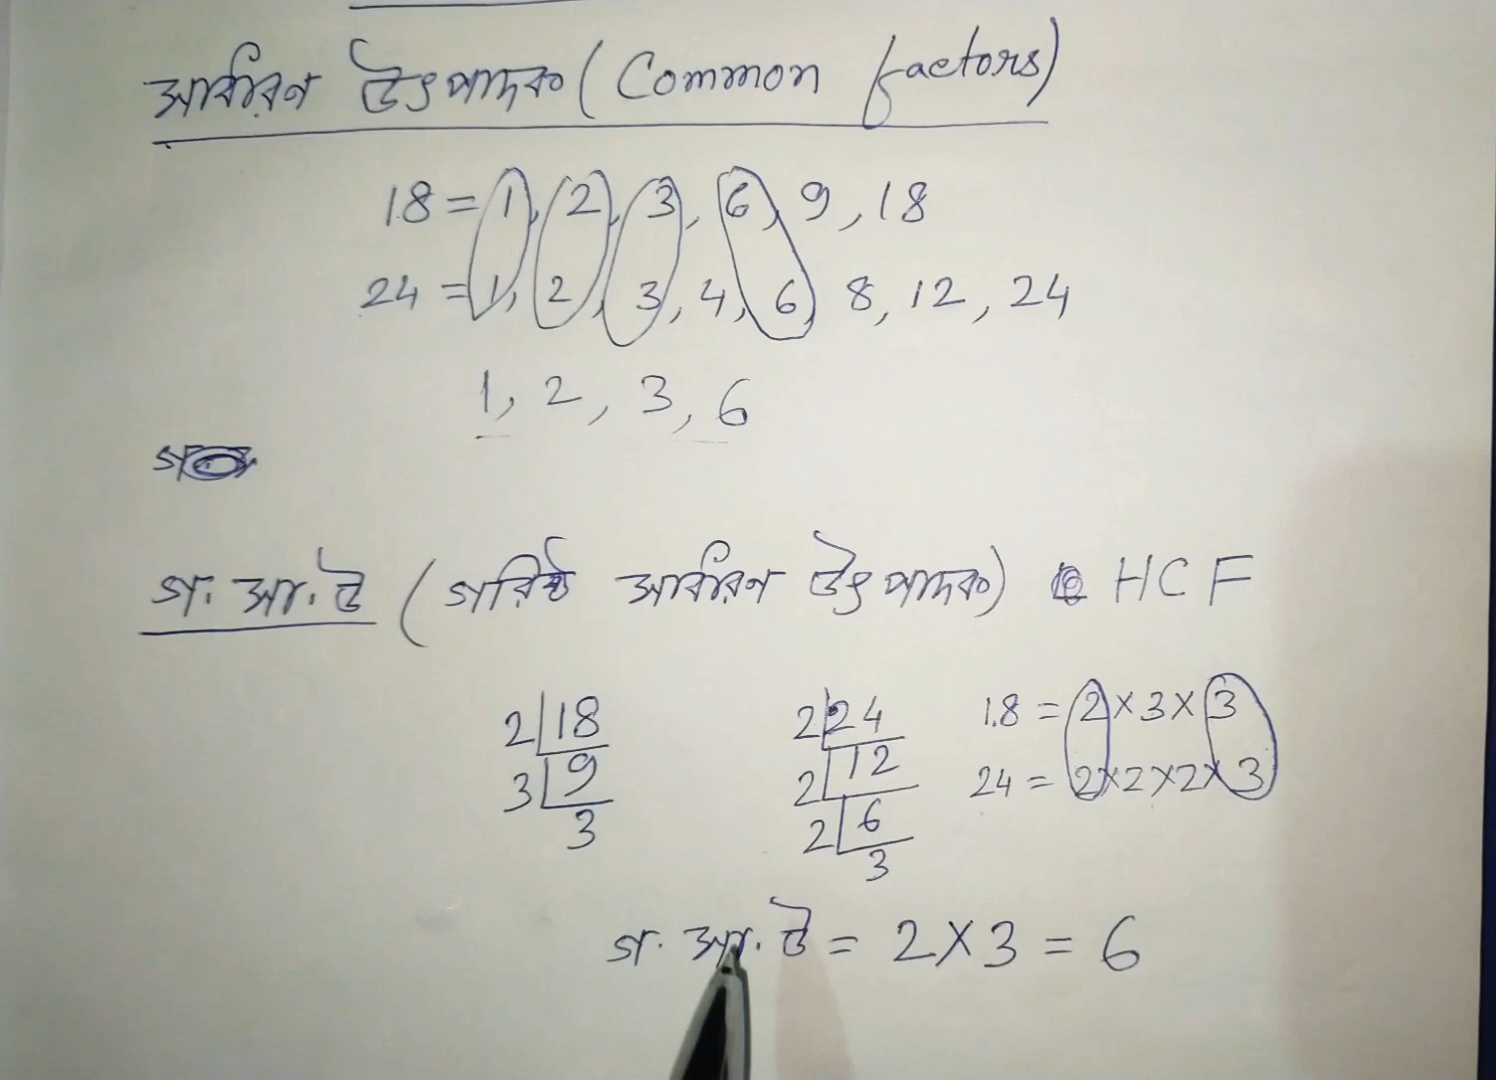 সাধারণ উৎপাদক (Common factors)
18 = 1, 2, 3, 6, 9, 18
24 = 1, 2, 3, 4, 6, 8, 12, 24
1, 2, 3, 6
গ
গ. সা. উ (গরিষ্ঠ সাধারণ উৎপাদক) HCF
2|18
3|9
3
2|24
2|12
2|6
3
18 = 2×3×3
24 = 2×2×2×3
গ. সা. উ = 2×3 = 6